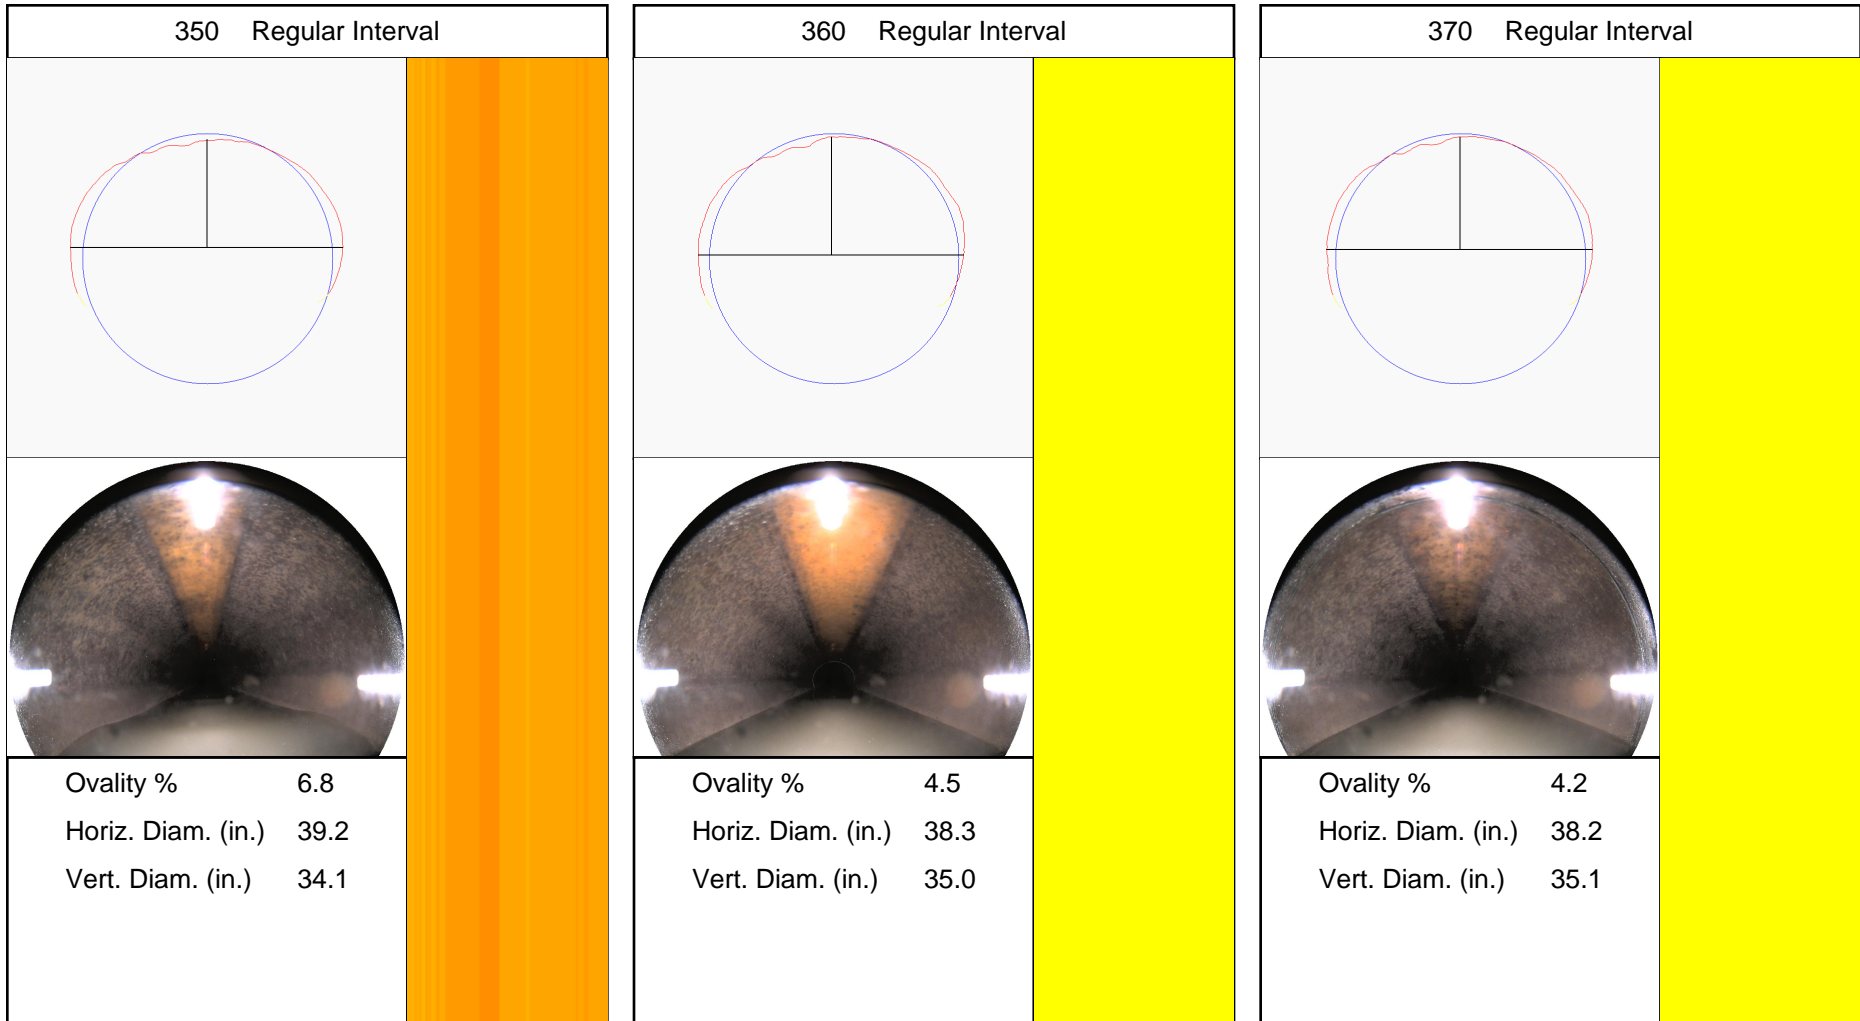 350 Regular Interval
Ovality % 6.8
Horiz. Diam. (in.) 39.2
Vert. Diam. (in.) 34.1
360 Regular Interval
Ovality % 4.5
Horiz. Diam. (in.) 38.3
Vert. Diam. (in.) 35.0
370 Regular Interval
Ovality % 4.2
Horiz. Diam. (in.) 38.2
Vert. Diam. (in.) 35.1